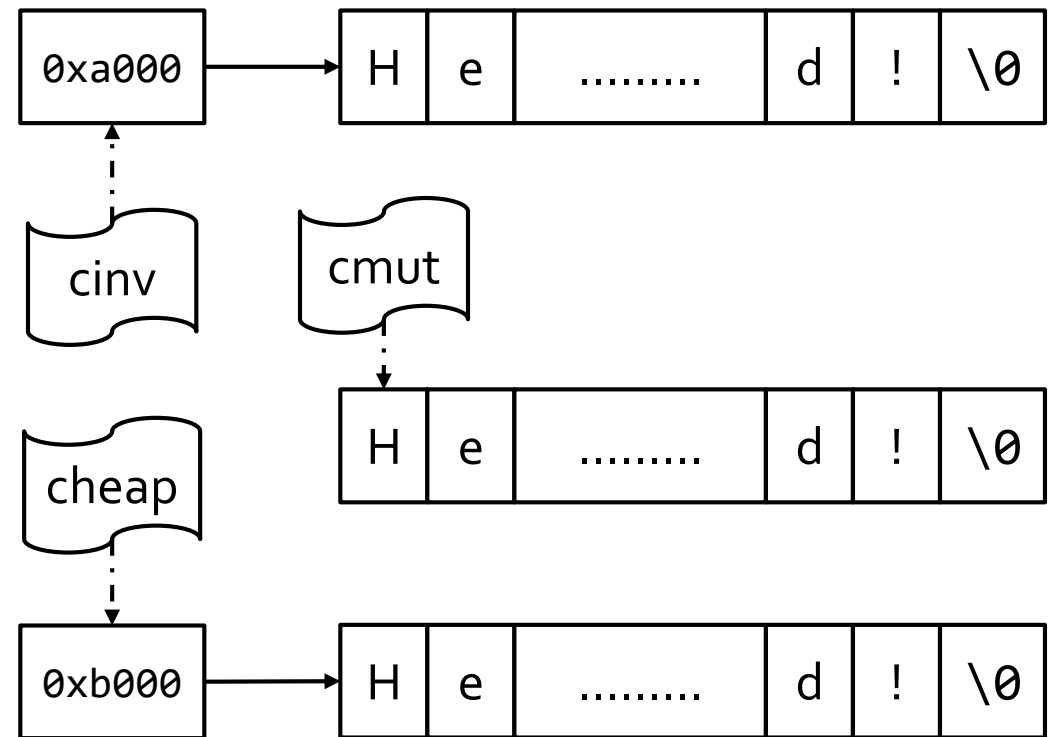 0xa000 H e ......... d ! \0
cinv cmut
H e ......... d ! \0
cheap
0xb000 H e ......... d ! \0